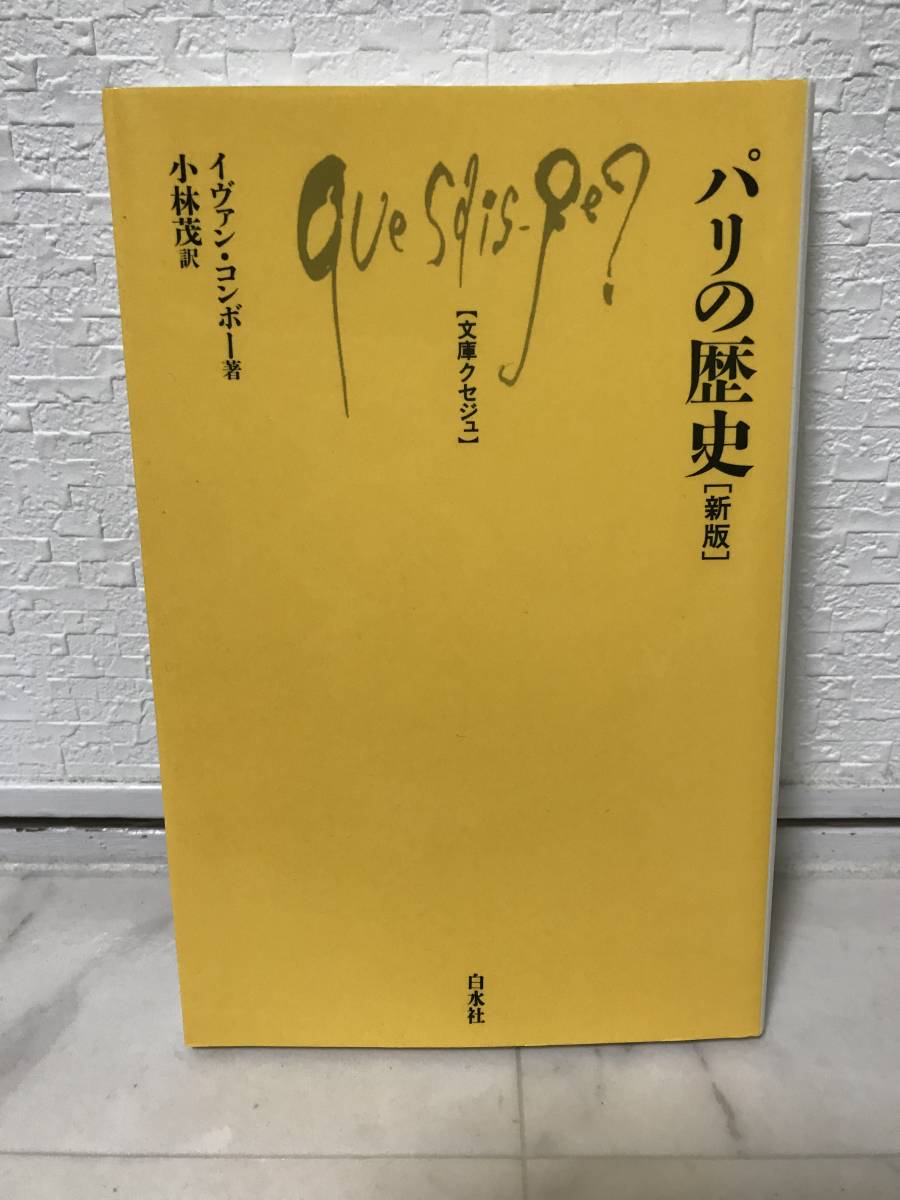 パリの歴史[新版]
Que Sais-Je?
【文庫クセジュ】
イヴァン・コンボー著
小林茂訳
白水社